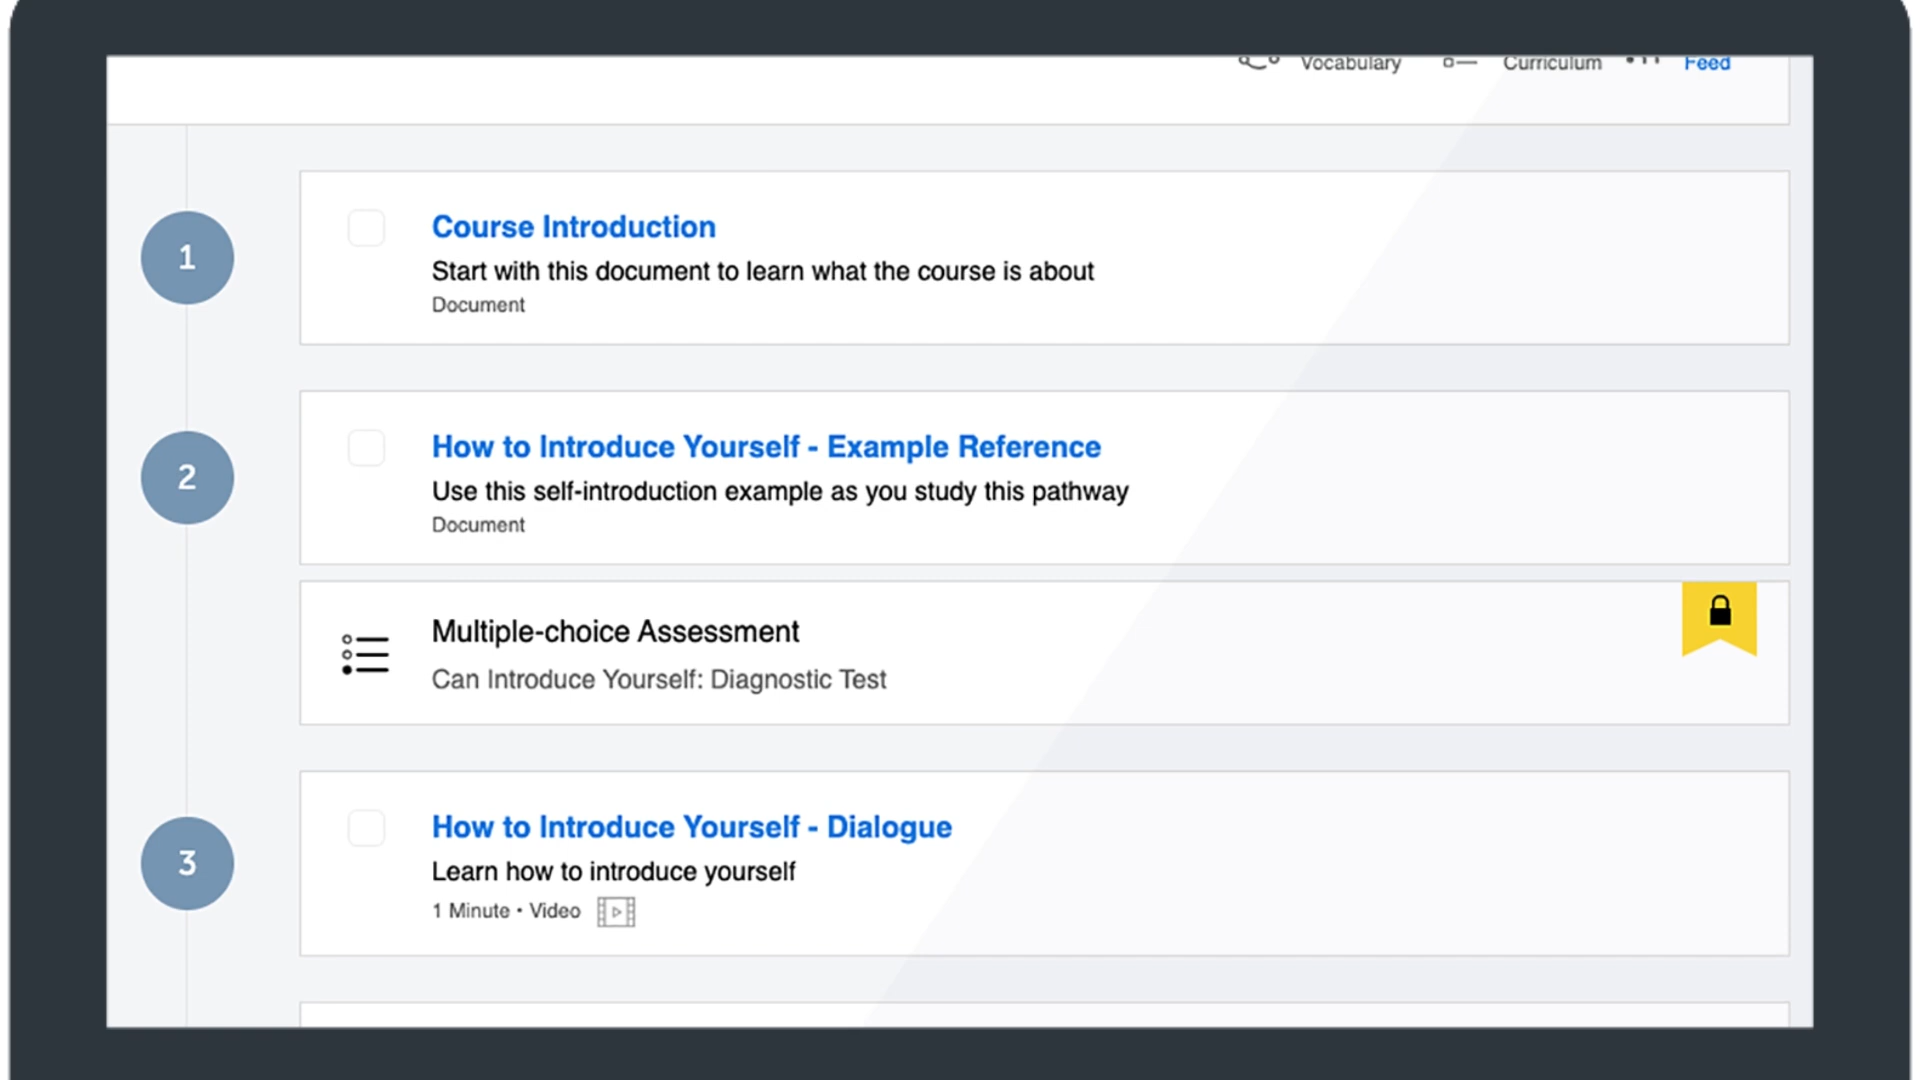 Vocabulary Curriculum Feed
1
Course Introduction
Start with this document to learn what the course is about
Document
2
How to Introduce Yourself - Example Reference
Use this self-introduction example as you study this pathway
Document
Multiple-choice Assessment
Can Introduce Yourself: Diagnostic Test
3
How to Introduce Yourself - Dialogue
Learn how to introduce yourself
1 Minute • Video